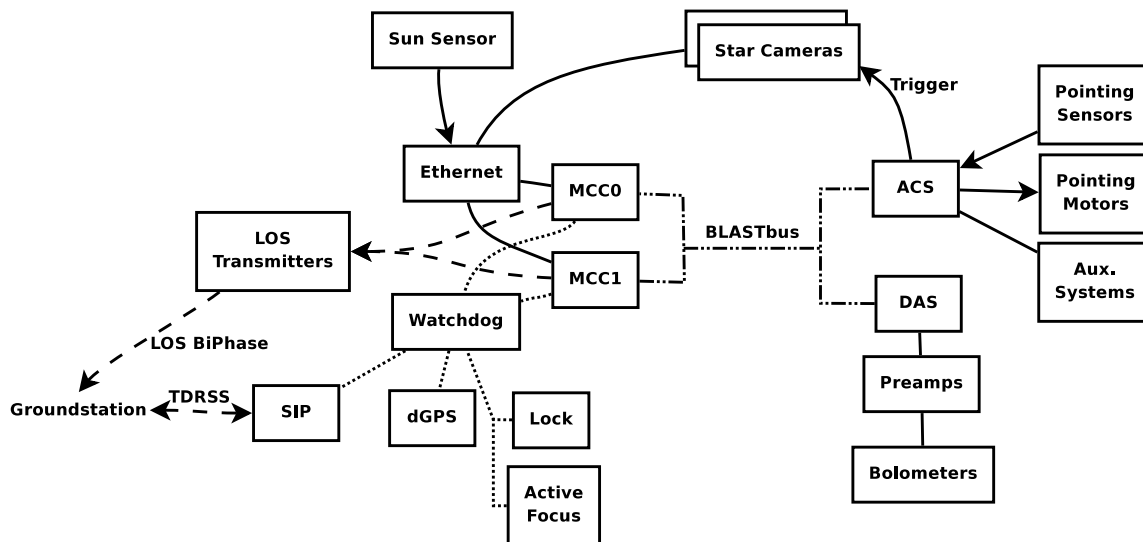 Sun Sensor
Star Cameras
Trigger
Pointing
Sensors
Ethernet
MCC0
ACS
Pointing
Motors
LOS
Transmitters
BLASTbus
MCC1
Aux.
Systems
Watchdog
DAS
LOS BiPhase
Preamps
TDRSS
Groundstation
SIP
dGPS
Lock
Bolometers
Active
Focus